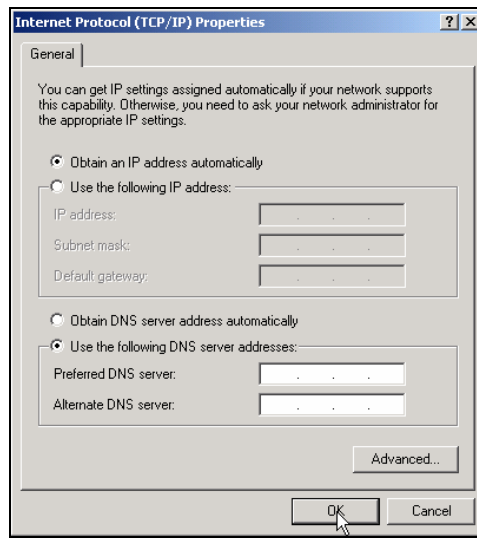 Internet Protocol (TCP/IP) Properties
General
You can get IP settings assigned automatically if your network supports
this capability. Otherwise, you need to ask your network administrator for
the appropriate IP settings.
Obtain an IP address automatically
Use the following IP address:
IP address:
Subnet mask:
Default gateway:
Obtain DNS server address automatically
Use the following DNS server addresses:
Preferred DNS server:
Alternate DNS server:
Advanced...
OK Cancel